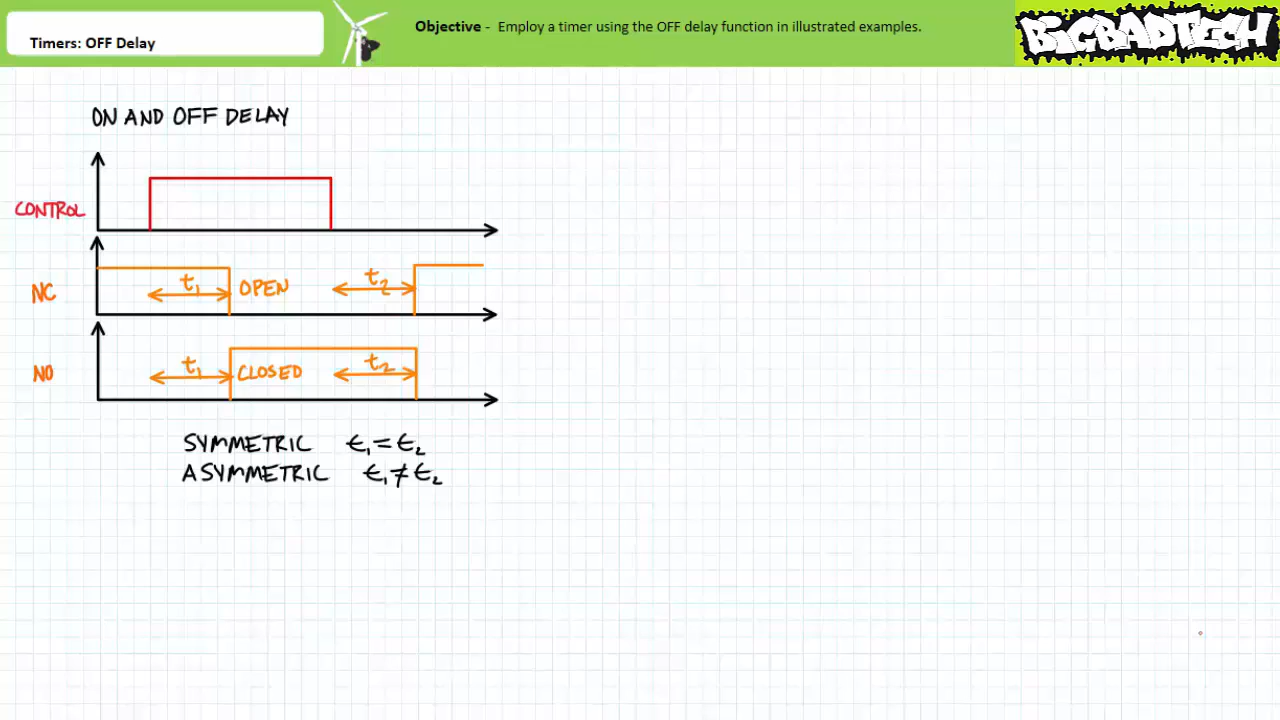 Timers: OFF Delay
Objective - Employ a timer using the OFF delay function in illustrated examples.
BIGBADTECH
ON AND OFF DELAY
CONTROL
NC
t1 OPEN t2
NO
t1 CLOSED t2
SYMMETRIC t1 = t2
ASYMMETRIC t1 ≠ t2